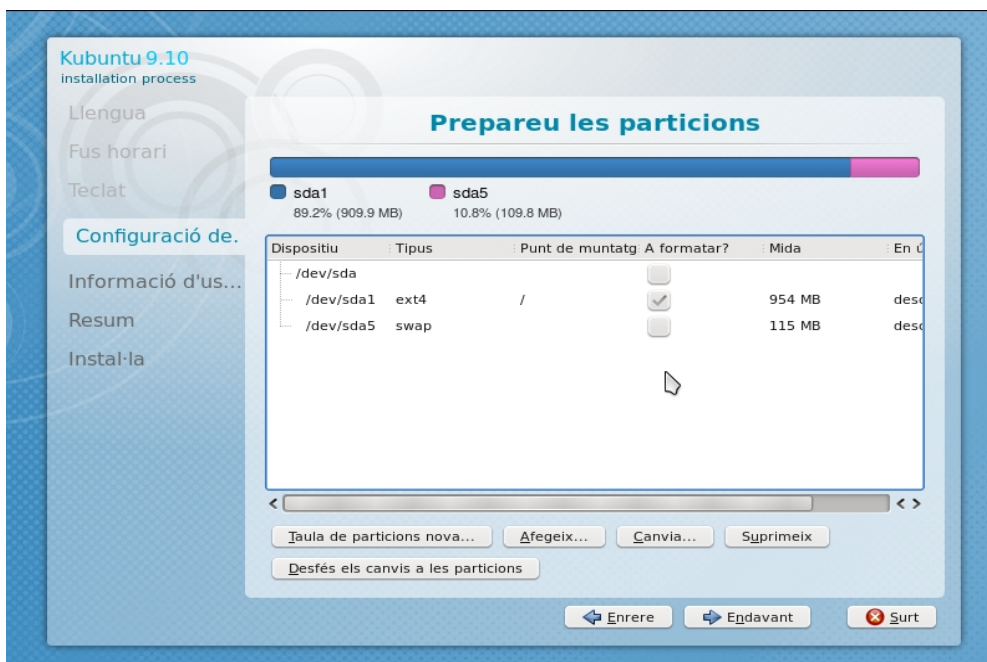 Kubuntu 9.10
installation process
Llengua
Fus horari
Teclat
Configuració de.
Informació d'us...
Resum
Instal·la
Prepareu les particions
sda1
89.2% (909.9 MB)
sda5
10.8% (109.8 MB)
Dispositiu Tipus Punt de muntatg A formatar? Mida En ú
/dev/sda
/dev/sda1 ext4 / 954 MB desc
/dev/sda5 swap 115 MB desc
Taula de particions nova... Afegeix... Canvia... Suprimeix
Desfés els canvis a les particions
Enrere Endavant Surt